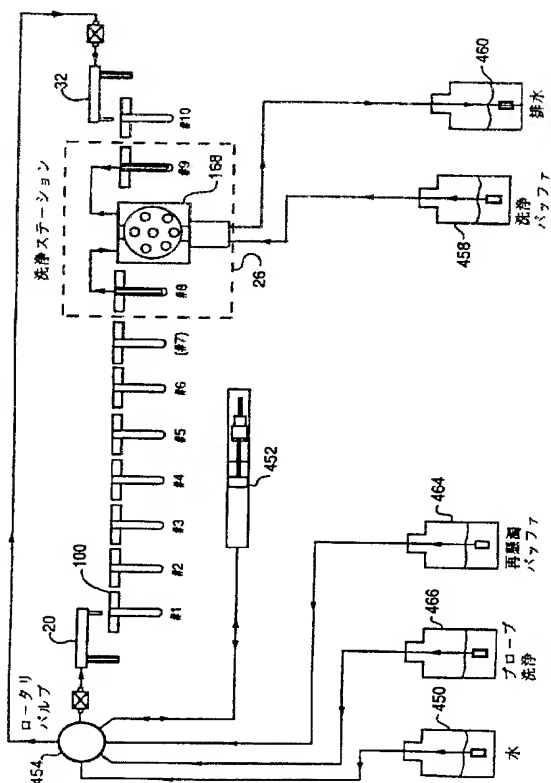 洗浄ステーション
32
#10
#9
168
26
#8
(#7)
#6
#5
#4
#3
#2
#1
100
20
ロータリ
バルブ
454
452
460
排水
458
洗浄
バッファ
464
再懸濁
バッファ
466
プローブ
洗浄
450
水